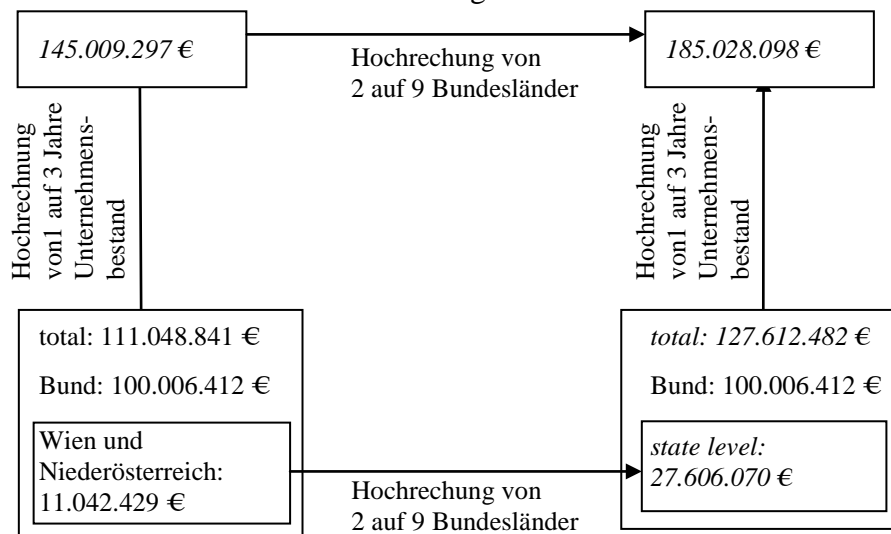 145.009.297 €
Hochrechung von
2 auf 9 Bundesländer
185.028.098 €
Hochrechnung
von1 auf 3 Jahre
Unternehmens-
bestand
Hochrechnung
von1 auf 3 Jahre
Unternehmens-
bestand
total: 111.048.841 €
Bund: 100.006.412 €
Wien und
Niederösterreich:
11.042.429 €
Hochrechung von
2 auf 9 Bundesländer
total: 127.612.482 €
Bund: 100.006.412 €
state level:
27.606.070 €